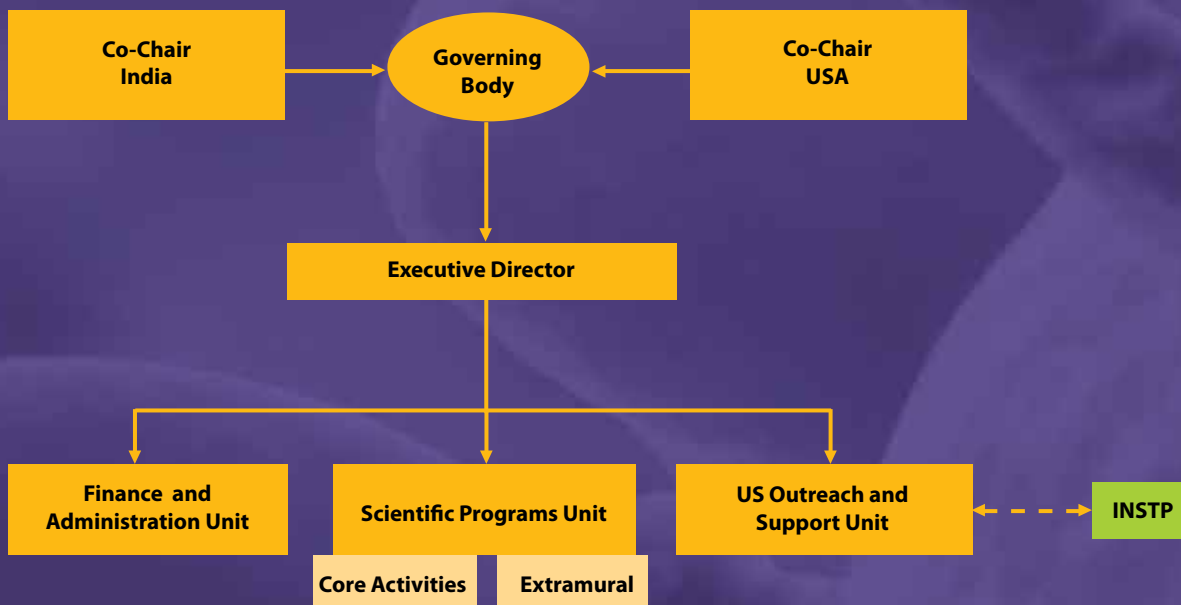 Co-Chair
India
Governing
Body
Co-Chair
USA
Executive Director
Finance and
Administration Unit
Scientific Programs Unit
US Outreach and
Support Unit
INSTP
Core Activities
Extramural